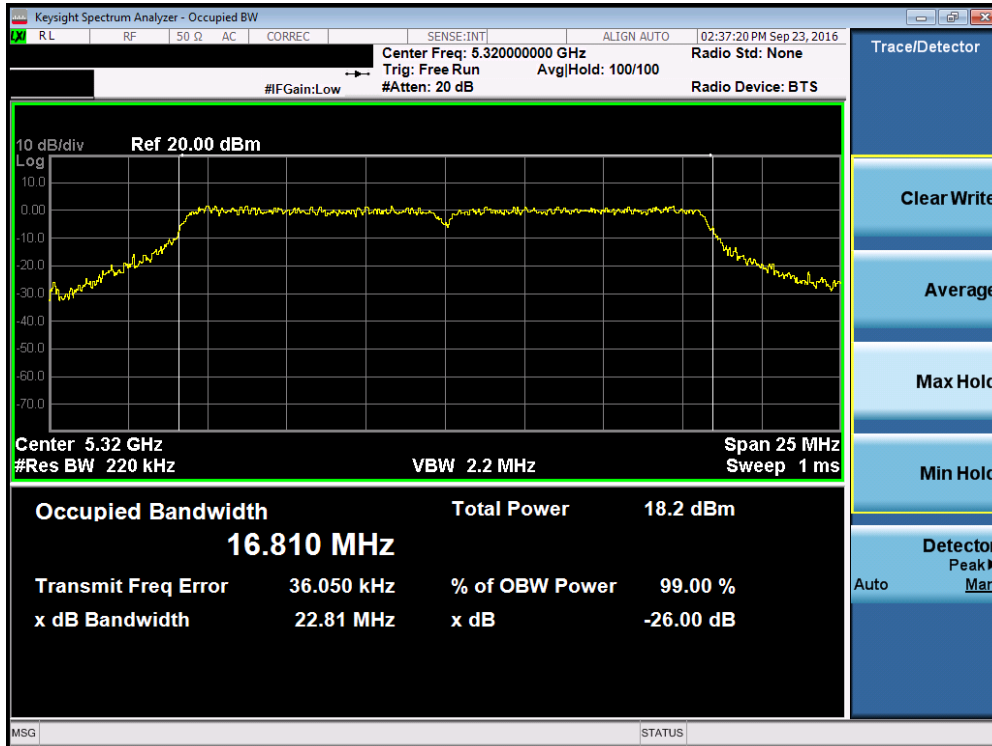 Keysight Spectrum Analyzer - Occupied BW
LXI RL RF 50 Ω AC CORREC SENSE:INT ALIGN AUTO 02:37:20 PM Sep 23, 2016
Center Freq: 5.320000000 GHz Radio Std: None
Trig: Free Run Avg|Hold: 100/100
#IFGain:Low #Atten: 20 dB Radio Device: BTS
Trace/Detector
10 dB/div Ref 20.00 dBm
Log
10.0
0.00
-10.0
-20.0
-30.0
-40.0
-50.0
-60.0
-70.0
Center 5.32 GHz Span 25 MHz
#Res BW 220 kHz VBW 2.2 MHz Sweep 1 ms
Occupied Bandwidth Total Power 18.2 dBm
16.810 MHz
Transmit Freq Error 36.050 kHz % of OBW Power 99.00 %
x dB Bandwidth 22.81 MHz x dB -26.00 dB
Clear Write
Average
Max Hold
Min Hold
Detector
Peak
Auto Man
MSG STATUS